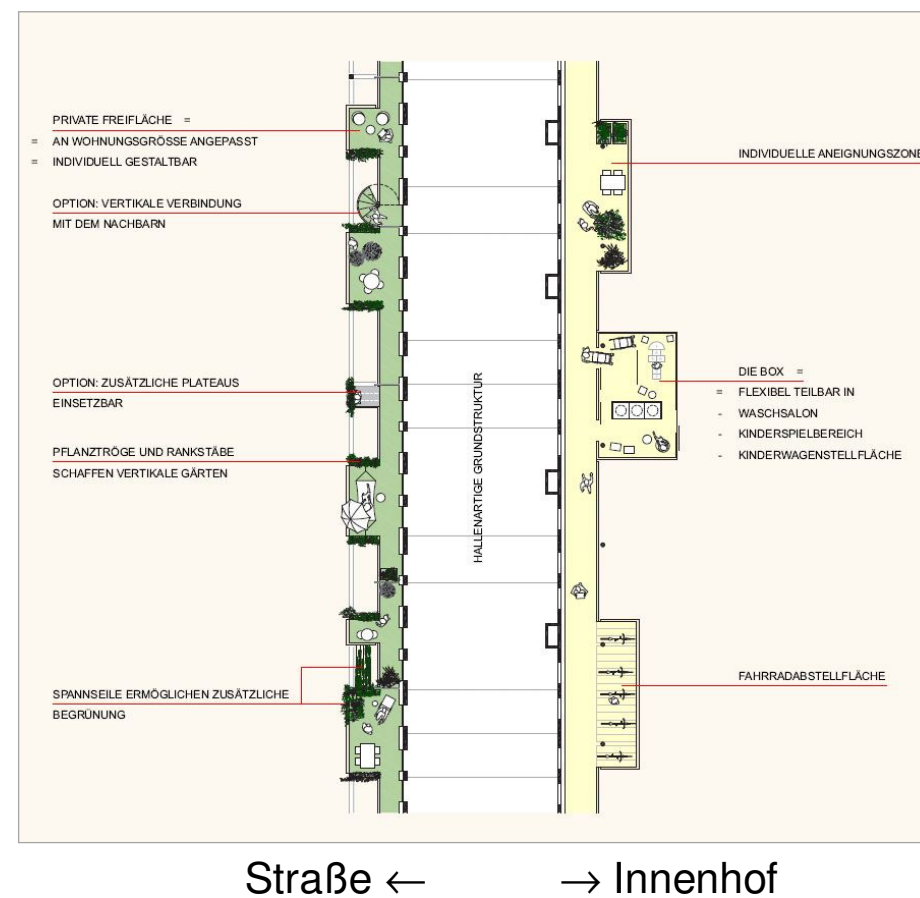 PRIVATE FREIFLÄCHE =
= AN WOHNUNGSGRÖSSE ANGEPASST
= INDIVIDUELL GESTALTBAR
OPTION: VERTIKALE VERBINDUNG
MIT DEM NACHBARN
OPTION: ZUSÄTZLICHE PLATEAUS
EINSETZBAR
PFLANZTRÖGE UND RANKSTÄBE
SCHAFFEN VERTIKALE GÄRTEN
SPANNSEILE ERMÖGLICHEN ZUSÄTZLICHE
BEGRÜNUNG
HALLENARTIGE GRUNDSTRUKTUR
INDIVIDUELLE ANEIGNUNGSZONE
DIE BOX =
= FLEXIBEL TEILBAR IN
- WASCHSALON
- KINDERSPIELBEREICH
- KINDERWAGENSTELLFLÄCHE
FAHRRADABSTELLFLÄCHE
Straße ← → Innenhof